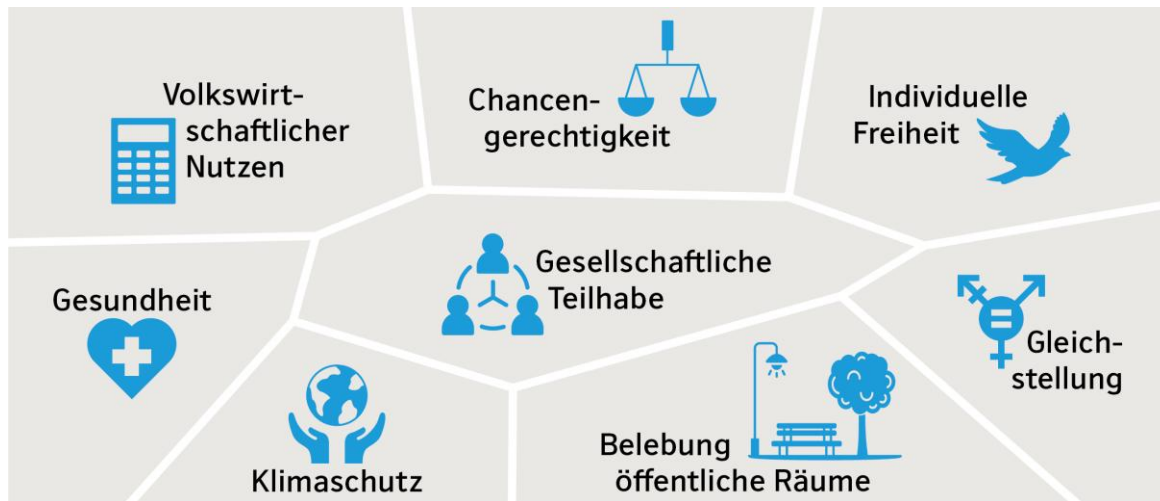 Volkswirt-
schaftlicher
Nutzen
Chancen-
gerechtigkeit
Individuelle
Freiheit
Gesundheit
Gesellschaftliche
Teilhabe
Gleich-
stellung
Klimaschutz
Belebung
öffentliche Räume